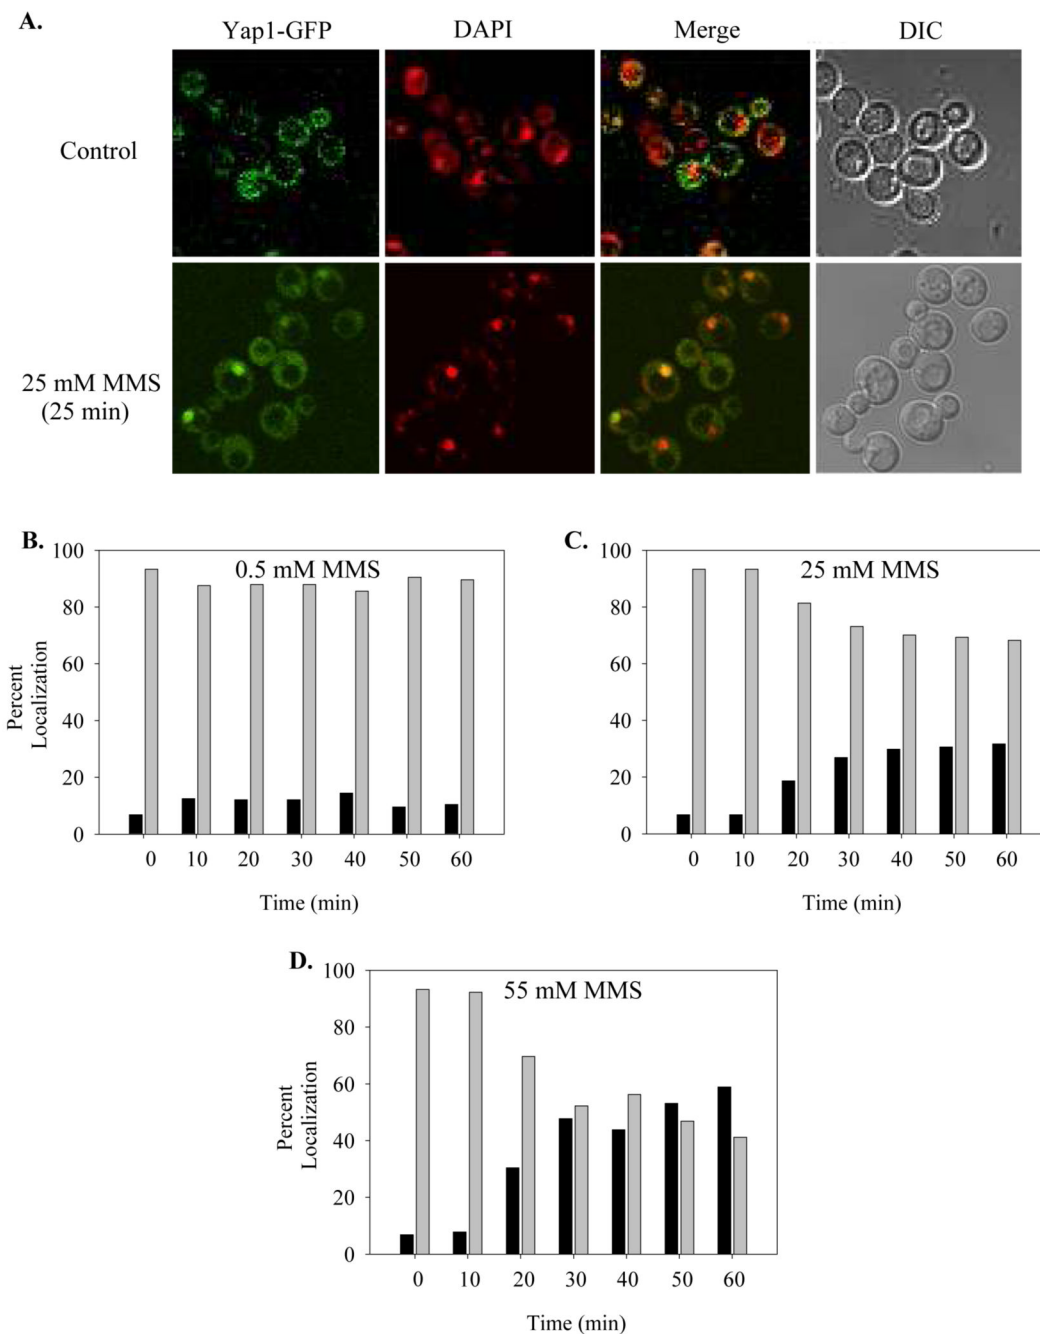 A.
Yap1-GFP DAPI Merge DIC
Control
25 mM MMS
(25 min)
B.
0.5 mM MMS
100
80
60
40
20
0
Percent
Localization
0 10 20 30 40 50 60
Time (min)
C.
25 mM MMS
100
80
60
40
20
0
0 10 20 30 40 50 60
Time (min)
D.
55 mM MMS
100
80
60
40
20
0
Percent
Localization
0 10 20 30 40 50 60
Time (min)